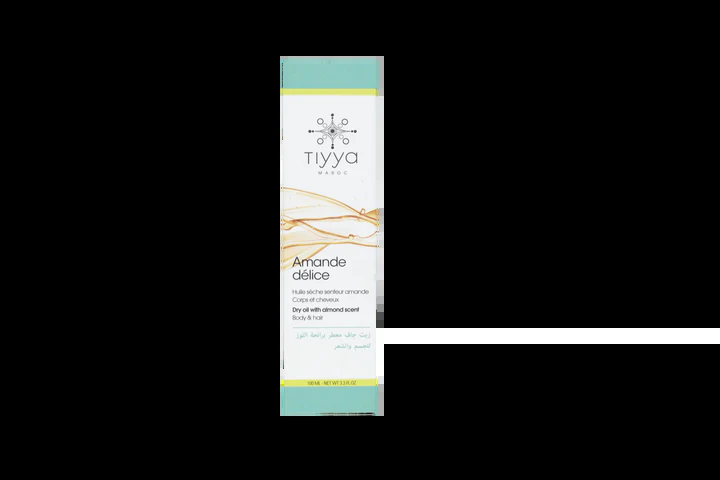 TIYYA
MAROC
Amande
délice
Huile sèche senteur amande
Corps et cheveux
Dry oil with almond scent
Body & hair
زيت جاف معطر برائحة اللوز
للجسم والشعر
100 ML - NET WT 3.3 FL OZ